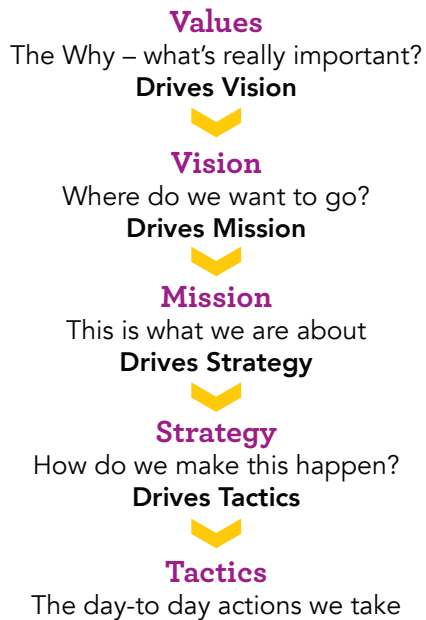 Values
The Why – what’s really important?
Drives Vision
Vision
Where do we want to go?
Drives Mission
Mission
This is what we are about
Drives Strategy
Strategy
How do we make this happen?
Drives Tactics
Tactics
The day-to day actions we take